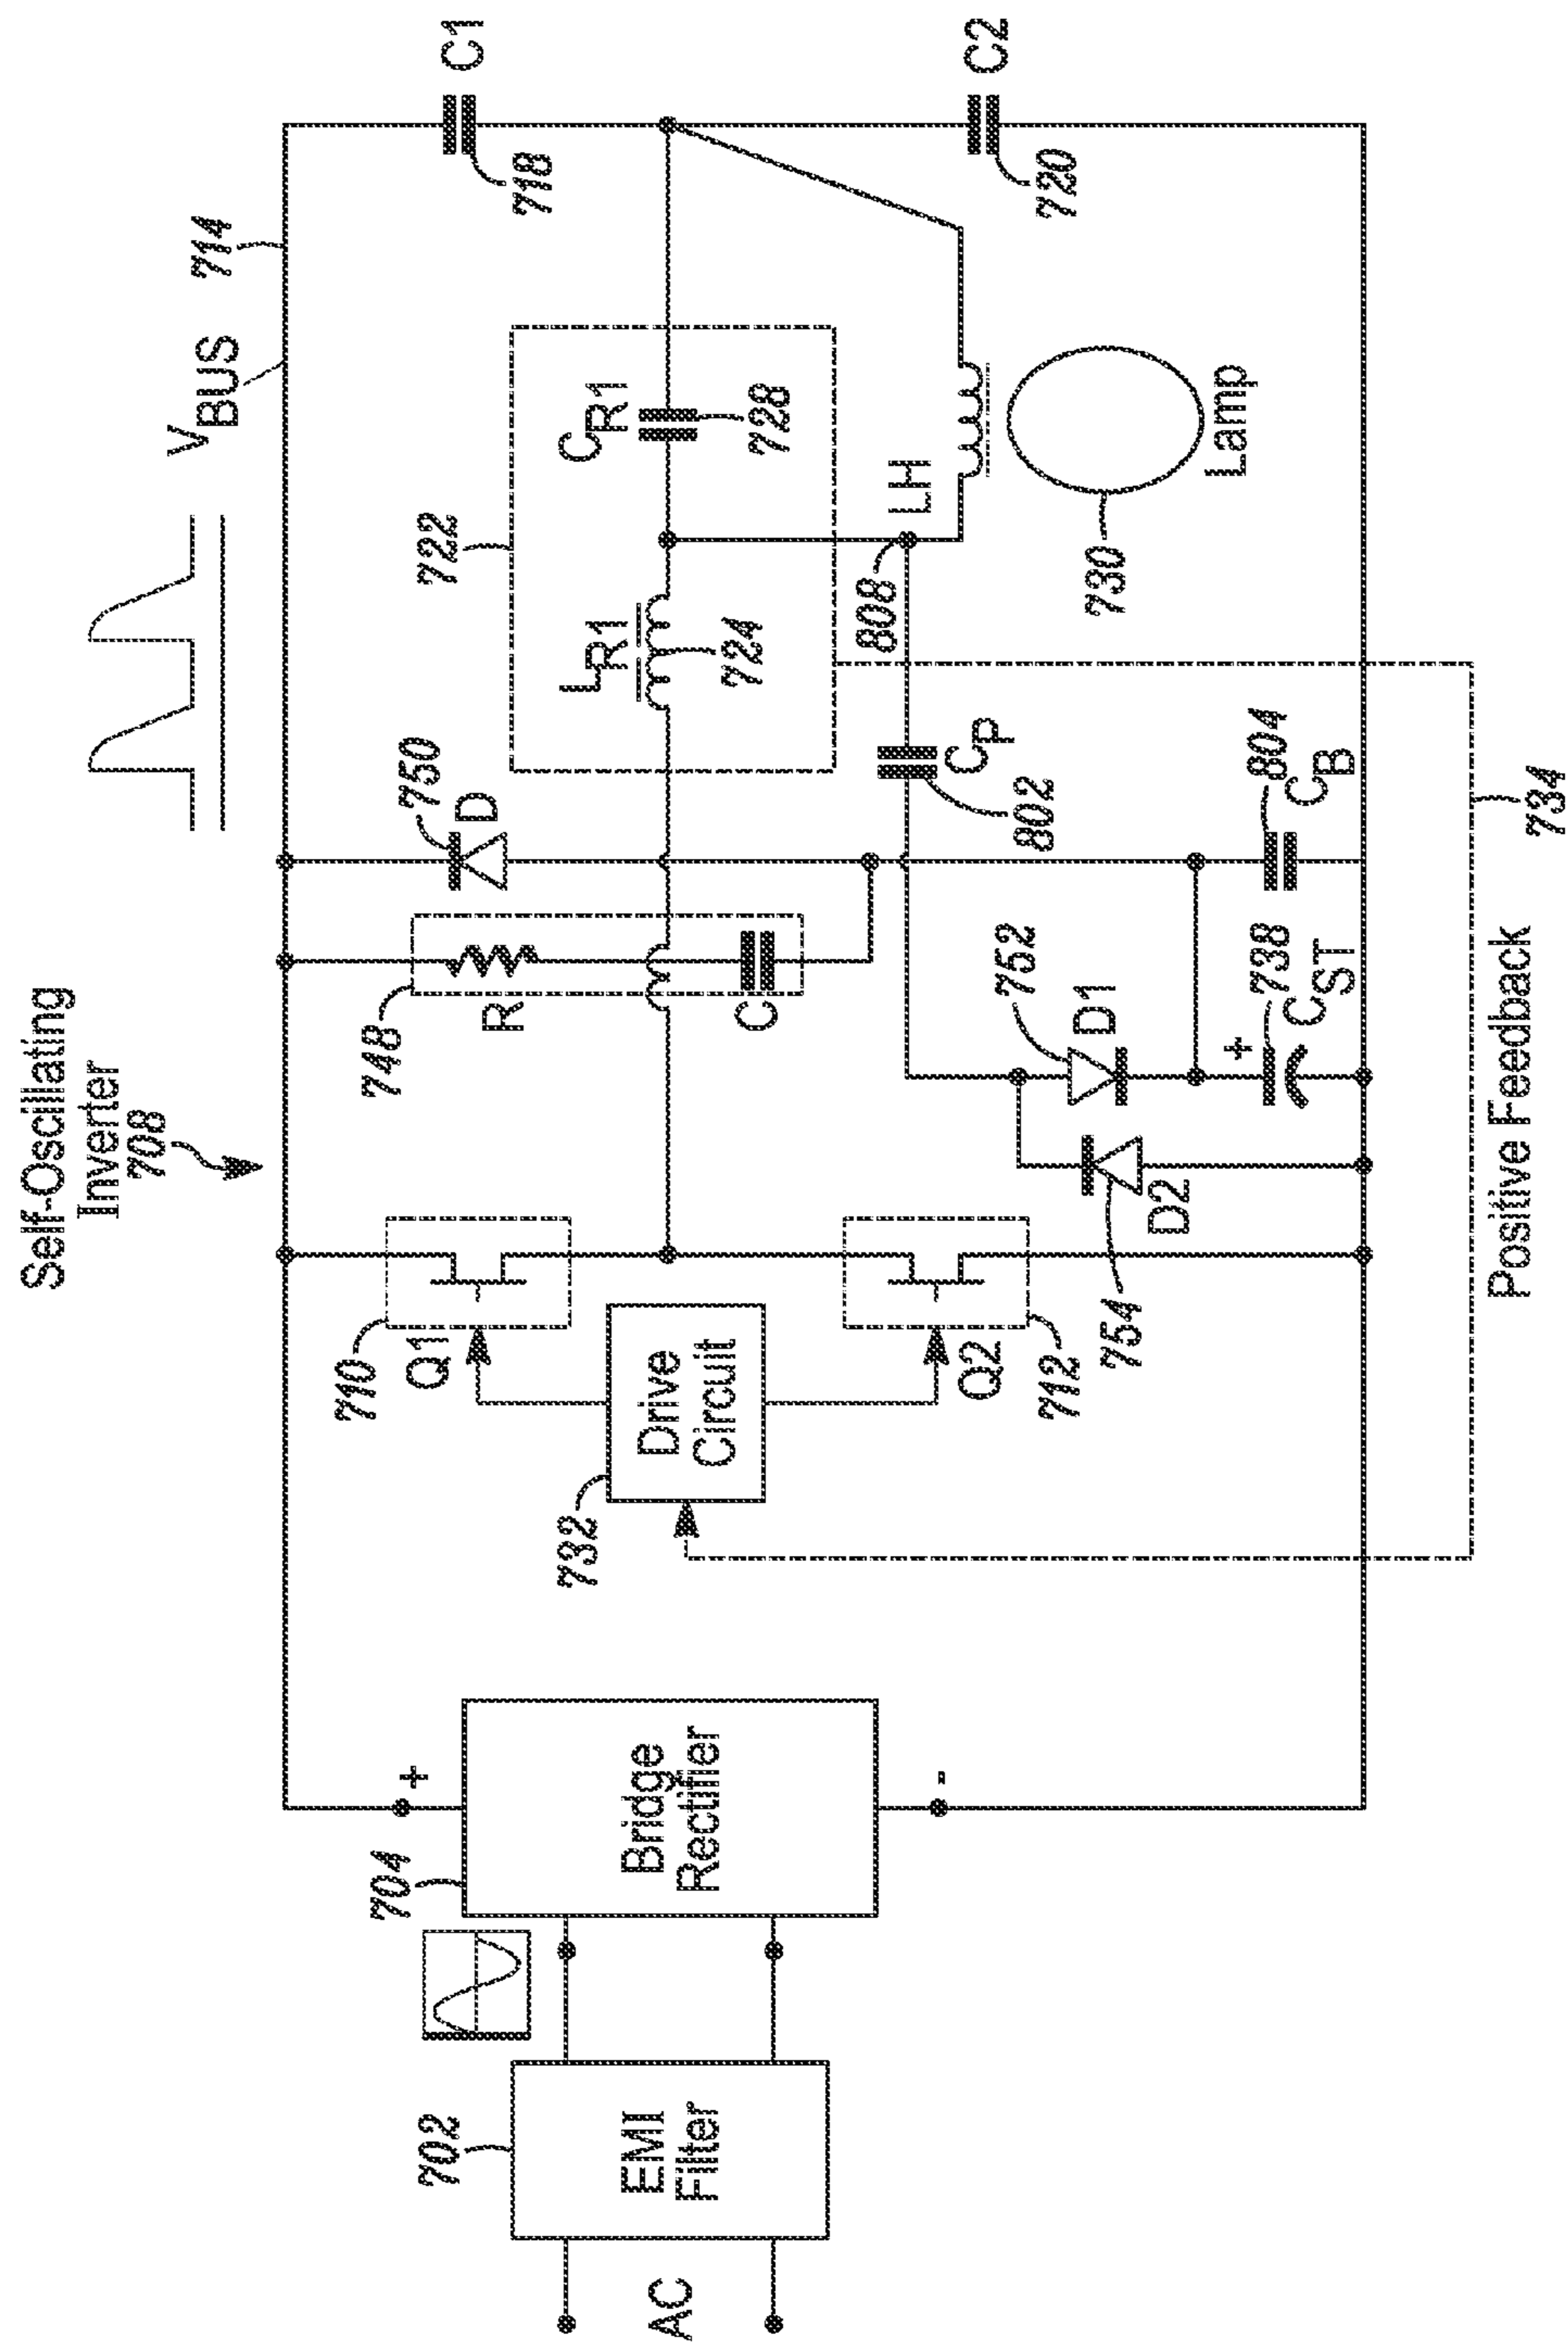 Self-Oscillating
Inverter
708
V BUS
714
C1
718
C2
720
722
C R1
728
L R1
724
750
D
748
R
C
LH
808
Lamp
730
C P
802
804
C B
738
C ST
+
752
D1
D2
754
710
Q1
Q2
712
Drive
Circuit
732
Positive Feedback
734
704
Bridge
Rectifier
+
-
702
EMI
Filter
AC